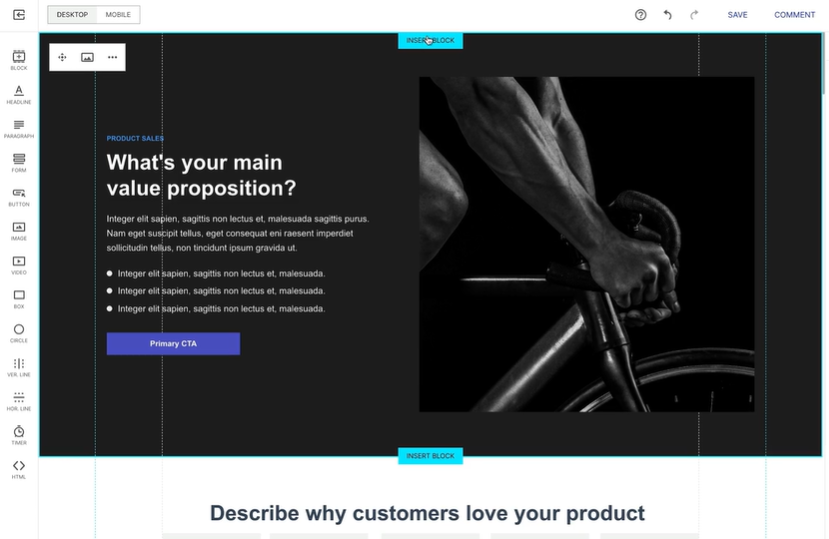 DESKTOP MOBILE SAVE COMMENT
INSERT BLOCK
BLOCK
HEADLINE
PARAGRAPH
FORM
BUTTON
IMAGE
VIDEO
BOX
CIRCLE
VER. LINE
HOR. LINE
TIMER
HTML
PRODUCT SALES
What's your main
value proposition?
Integer elit sapien, sagittis non lectus et, malesuada sagittis purus.
Nam eget suscipit tellus, eget consequat eni raesent imperdiet
sollicitudin tellus, non tincidunt ipsum gravida ut.
Integer elit sapien, sagittis non lectus et, malesuada.
Integer elit sapien, sagittis non lectus et, malesuada.
Integer elit sapien, sagittis non lectus et, malesuada.
Primary CTA
INSERT BLOCK
Describe why customers love your product